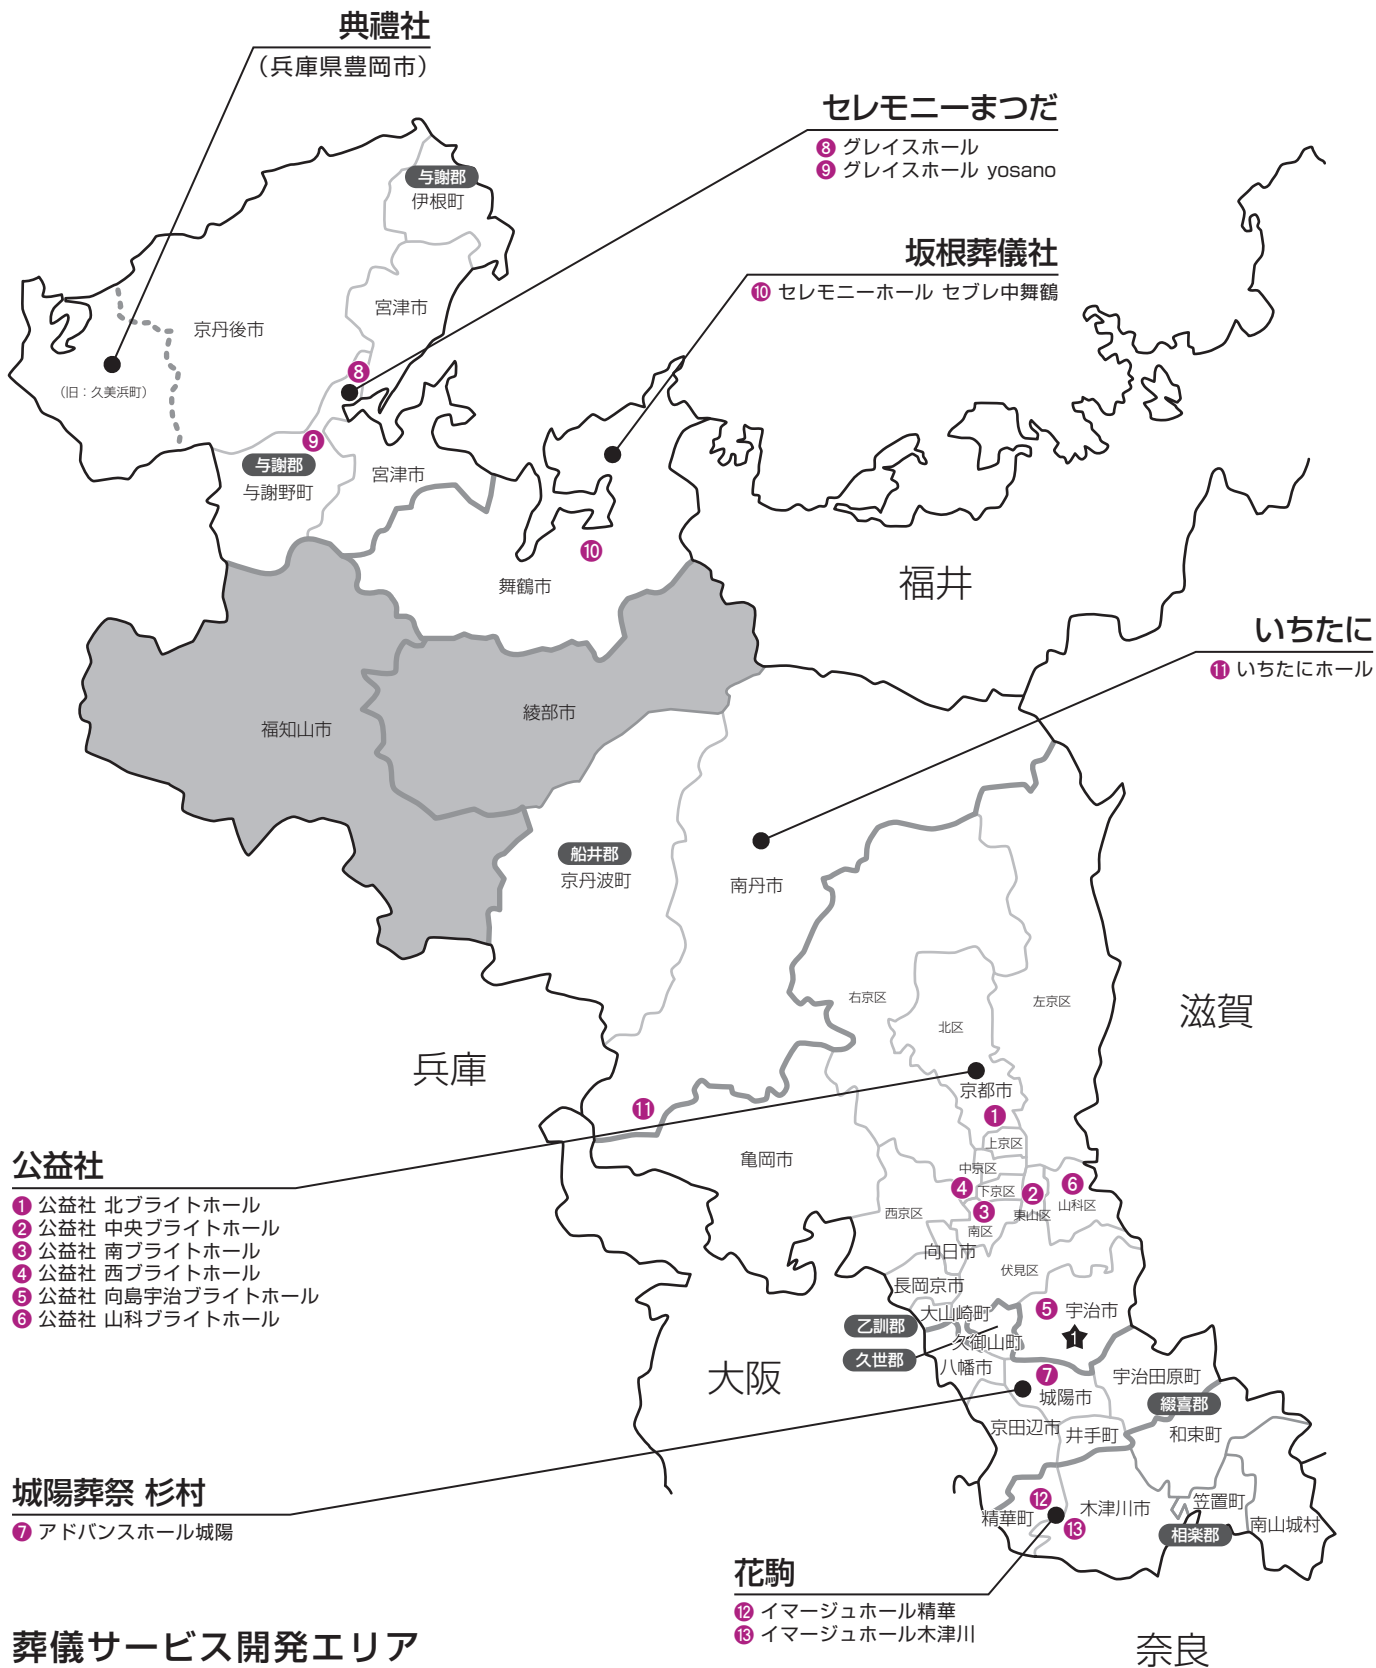 典禮社
（兵庫県豊岡市）
セレモニーまつだ
8 グレイスホール
9 グレイスホール yosano
与謝郡
伊根町
坂根葬儀社
10 セレモニーホール セブレ中舞鶴
宮津市
京丹後市
（旧：久美浜町）
8
9
与謝郡
与謝野町
宮津市
10
舞鶴市
福井
いちたに
11 いちたにホール
福知山市
綾部市
船井郡
京丹波町
南丹市
右京区
左京区
北区
滋賀
兵庫
京都市
11
1
上京区
亀岡市
中京区
4
下京区
2
6
山科区
3
東山区
西京区
南区
向日市
伏見区
長岡京市
公益社
1 公益社 北ブライトホール
2 公益社 中央ブライトホール
3 公益社 南ブライトホール
4 公益社 西ブライトホール
5 公益社 向島宇治ブライトホール
6 公益社 山科ブライトホール
5
宇治市
大山崎町
乙訓郡
1
久御山町
久世郡
八幡市
大阪
7
城陽市
宇治田原町
綴喜郡
京田辺市
井手町
和束町
城陽葬祭 杉村
7 アドバンスホール城陽
12
精華町
13
木津川市
笠置町
相楽郡
南山城村
花駒
12 イマージュホール精華
13 イマージュホール木津川
奈良
葬儀サービス開発エリア